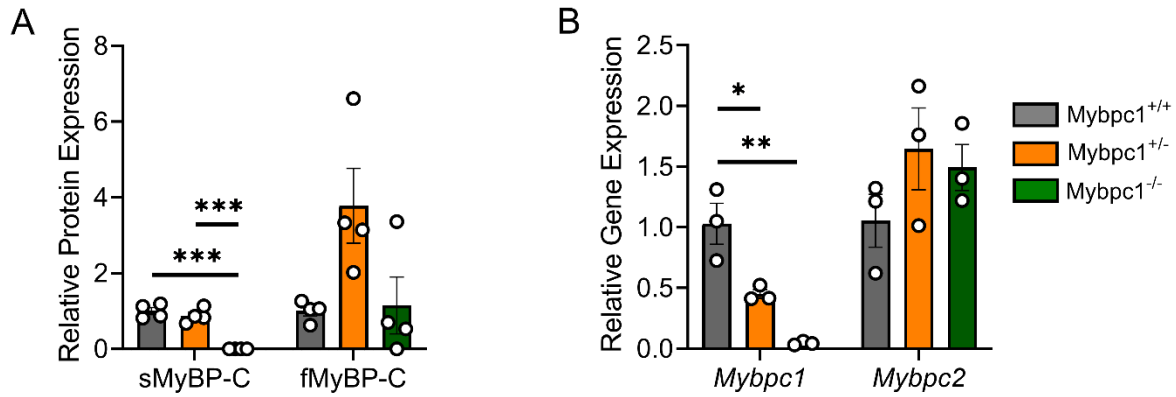 A
Relative Protein Expression
8
6
4
2
0
***
***
sMyBP-C
fMyBP-C
B
Relative Gene Expression
2.5
2.0
1.5
1.0
0.5
0.0
*
**
Mybpc1
Mybpc2
Mybpc1+/+
Mybpc1+/-
Mybpc1-/-